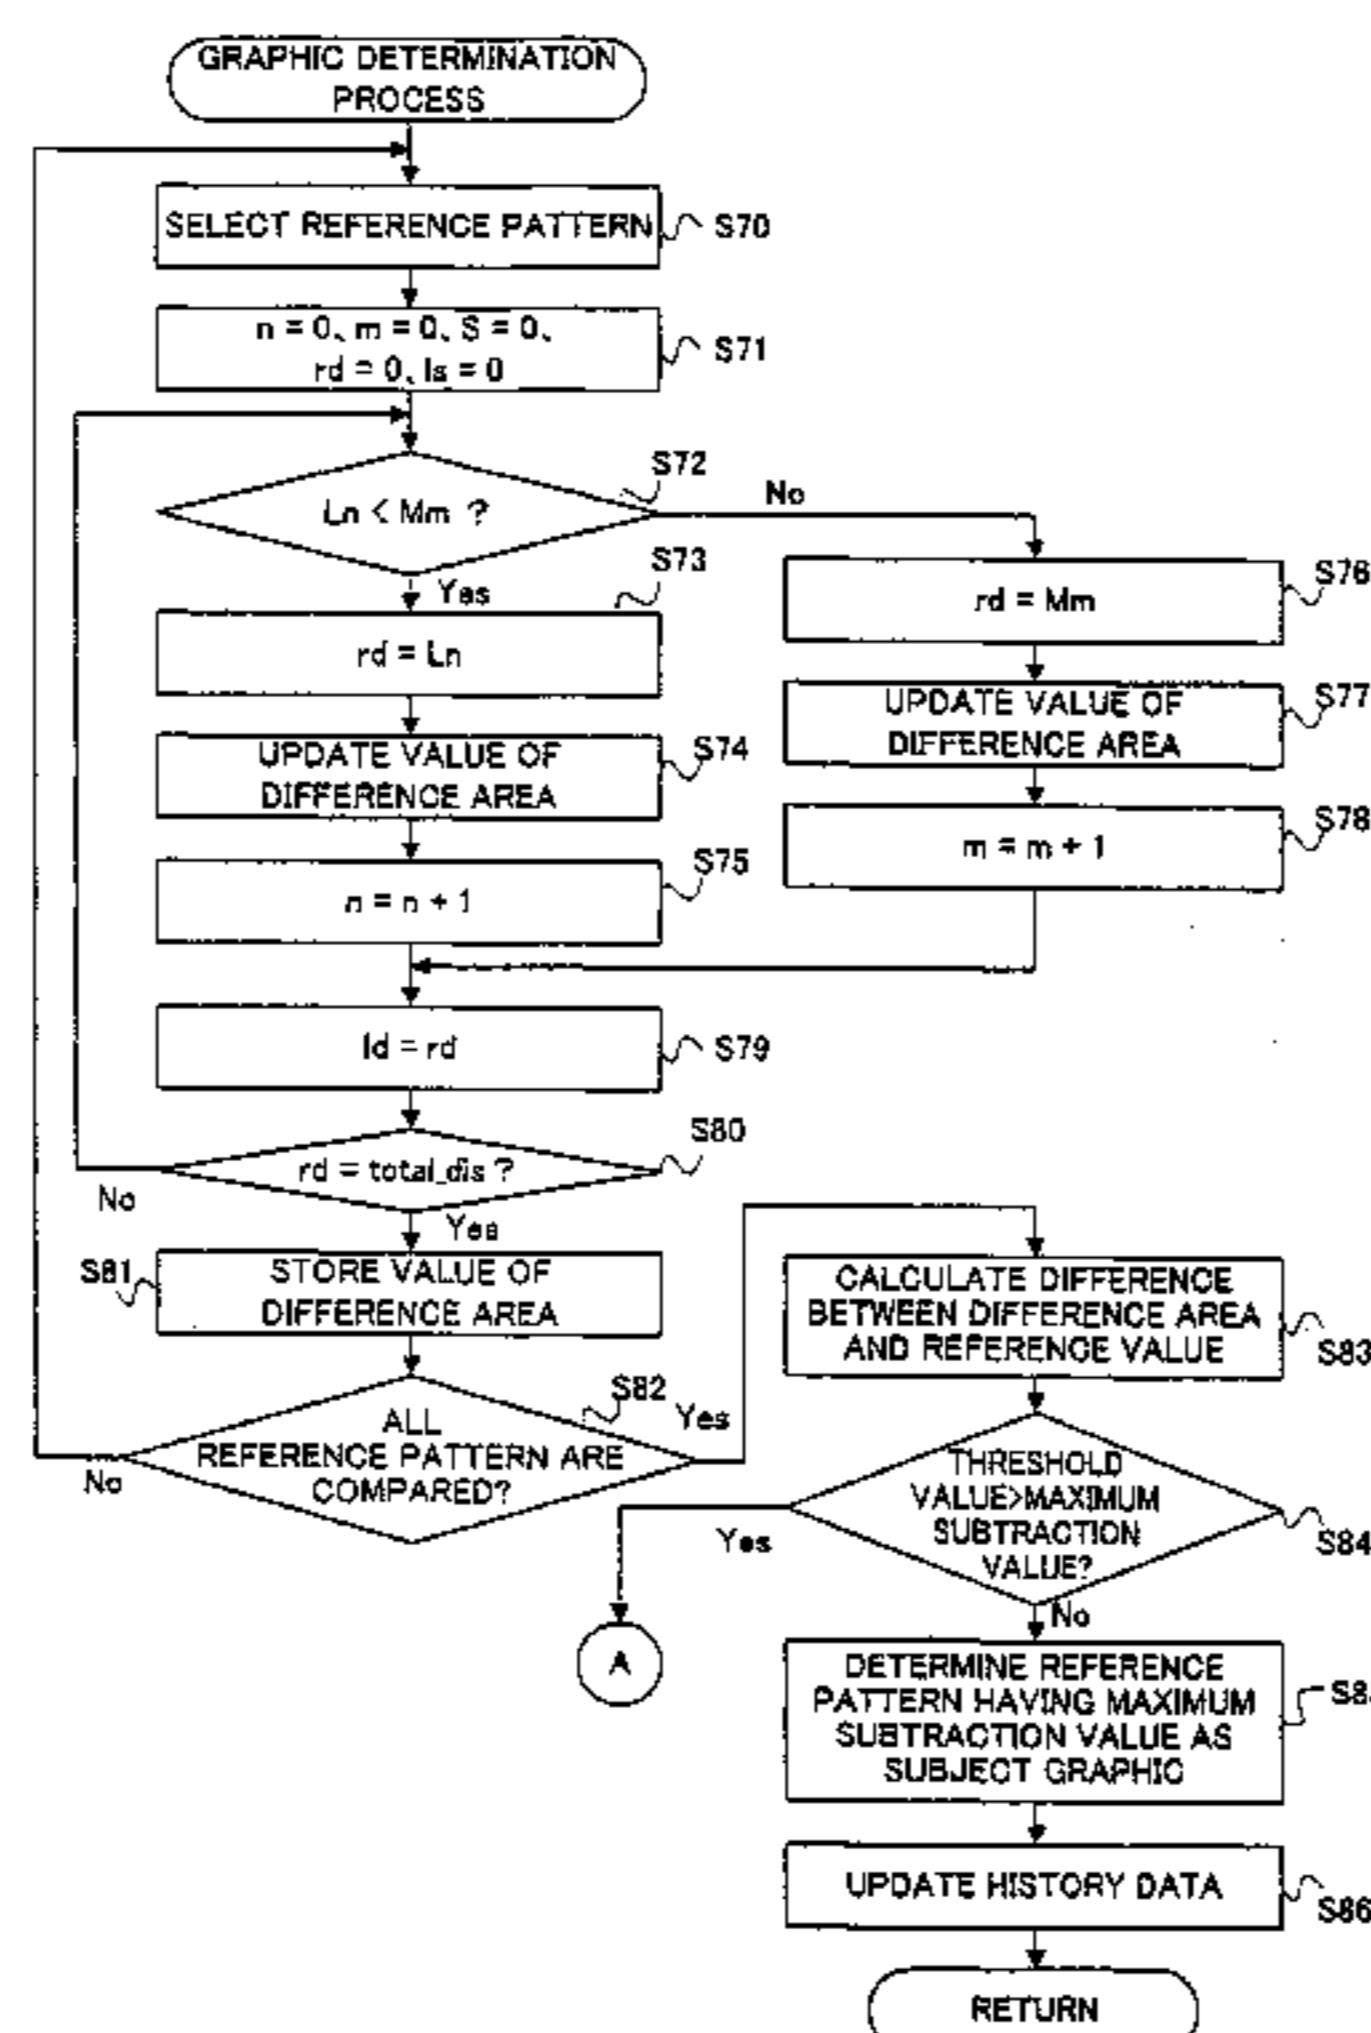 GRAPHIC DETERMINATION
PROCESS
SELECT REFERENCE PATTERN
S70
n = 0、m = 0、S = 0、
rd = 0、ls = 0
S71
S72
Ln < Mm ?
No
Yes
S73
rd = Ln
S76
rd = Mm
UPDATE VALUE OF
DIFFERENCE AREA
S74
UPDATE VALUE OF
DIFFERENCE AREA
S77
n = n + 1
S75
m = m + 1
S78
ld = rd
S79
rd = total_dis ?
S80
No
Yes
S81
STORE VALUE OF
DIFFERENCE AREA
ALL
REFERENCE PATTERN ARE
COMPARED?
S82
Yes
No
CALCULATE DIFFERENCE
BETWEEN DIFFERENCE AREA
AND REFERENCE VALUE
S83
THRESHOLD
VALUE>MAXIMUM
SUBTRACTION
VALUE?
S84
Yes
No
A
DETERMINE REFERENCE
PATTERN HAVING MAXIMUM
SUBTRACTION VALUE AS
SUBJECT GRAPHIC
UPDATE HISTORY DATA
S86
RETURN